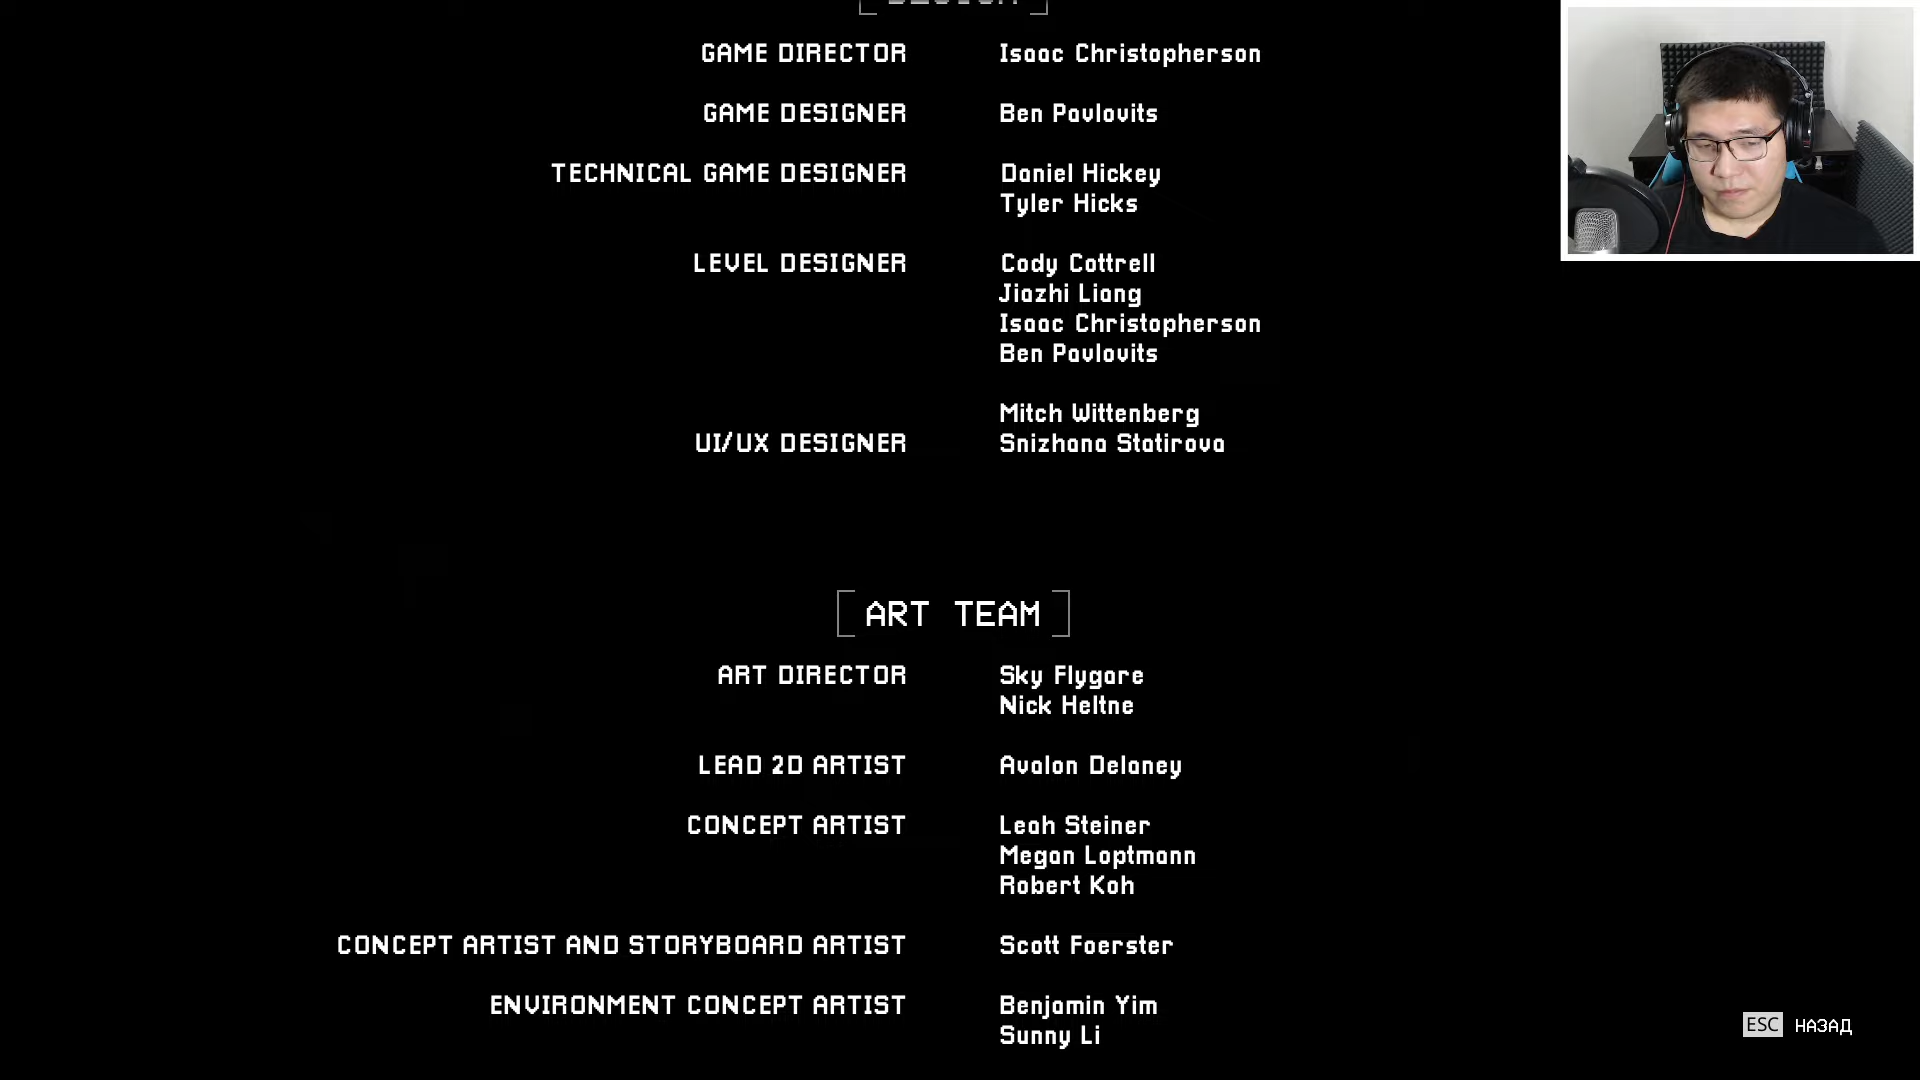 DESIGN
GAME DIRECTOR Isaac Christopherson
GAME DESIGNER Ben Pavlovits
TECHNICAL GAME DESIGNER Daniel Hickey
Tyler Hicks
LEVEL DESIGNER Cody Cottrell
Jiazhi Liang
Isaac Christopherson
Ben Pavlovits
Mitch Wittenberg
UI/UX DESIGNER Snizhana Statirova
ART TEAM
ART DIRECTOR Sky Flygare
Nick Heltne
LEAD 2D ARTIST Avalon Delaney
CONCEPT ARTIST Leah Steiner
Megan Laptmann
Robert Koh
CONCEPT ARTIST AND STORYBOARD ARTIST Scott Foerster
ENVIRONMENT CONCEPT ARTIST Benjamin Yim
Sunny Li
ESC НАЗАД